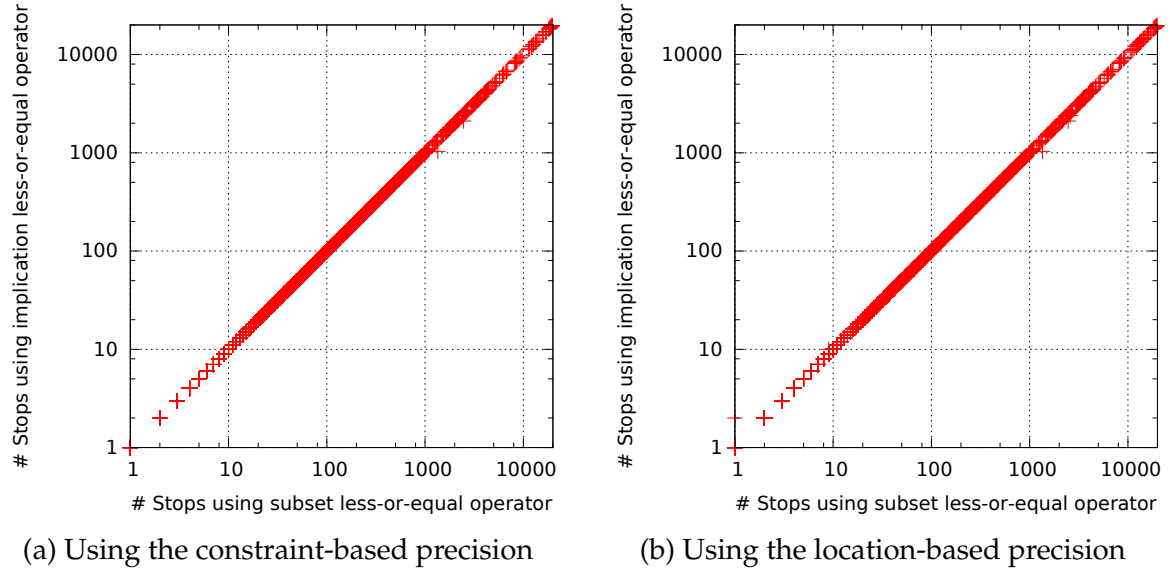 # Stops using implication less-or-equal operator
10000
1000
100
10
1
1 10 100 1000 10000
# Stops using subset less-or-equal operator
(a) Using the constraint-based precision
# Stops using implication less-or-equal operator
10000
1000
100
10
1
1 10 100 1000 10000
# Stops using subset less-or-equal operator
(b) Using the location-based precision